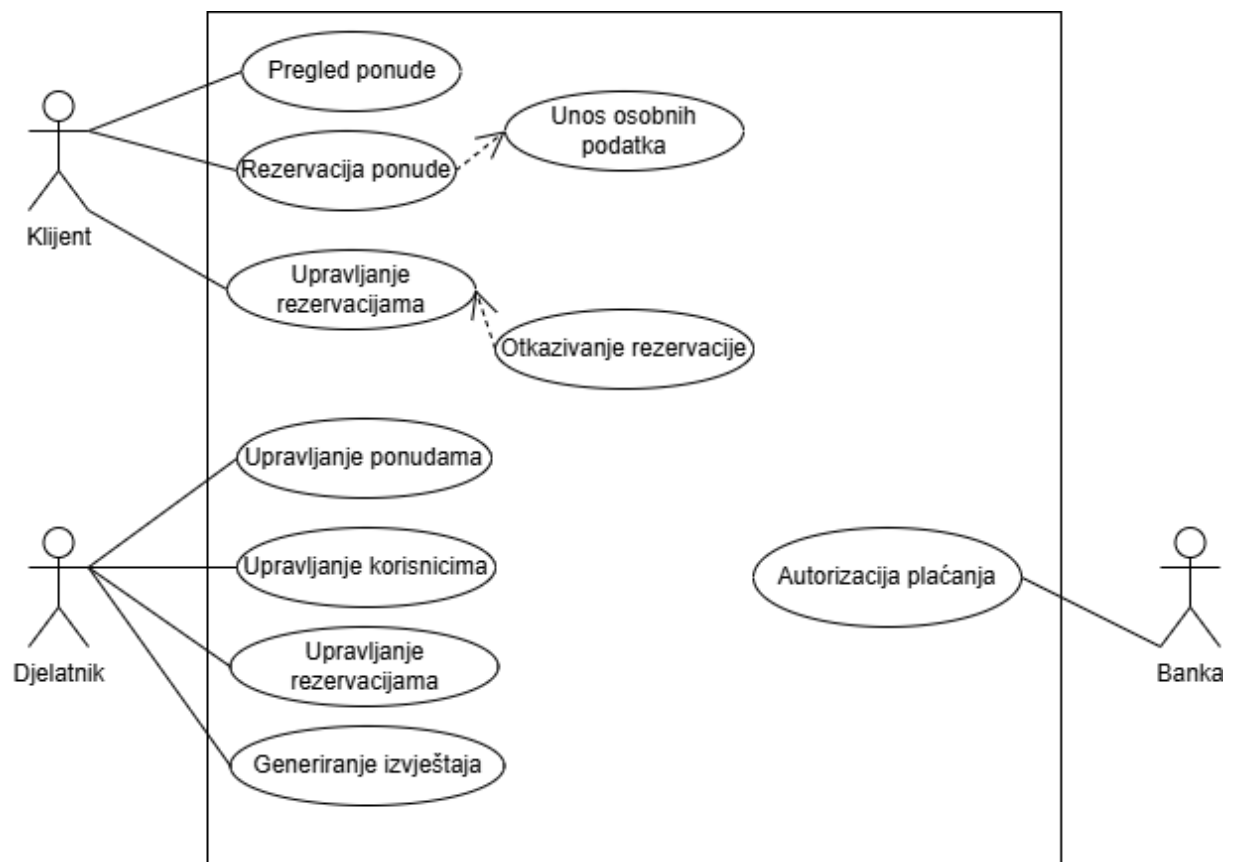 Pregled ponude
Unos osobnih
podatka
Rezervacija ponude
Klijent
Upravljanje
rezervacijama
Otkazivanje rezervacije
Upravljanje ponudama
Upravljanje korisnicima
Autorizacija plaćanja
Djelatnik
Upravljanje
rezervacijama
Banka
Generiranje izvještaja